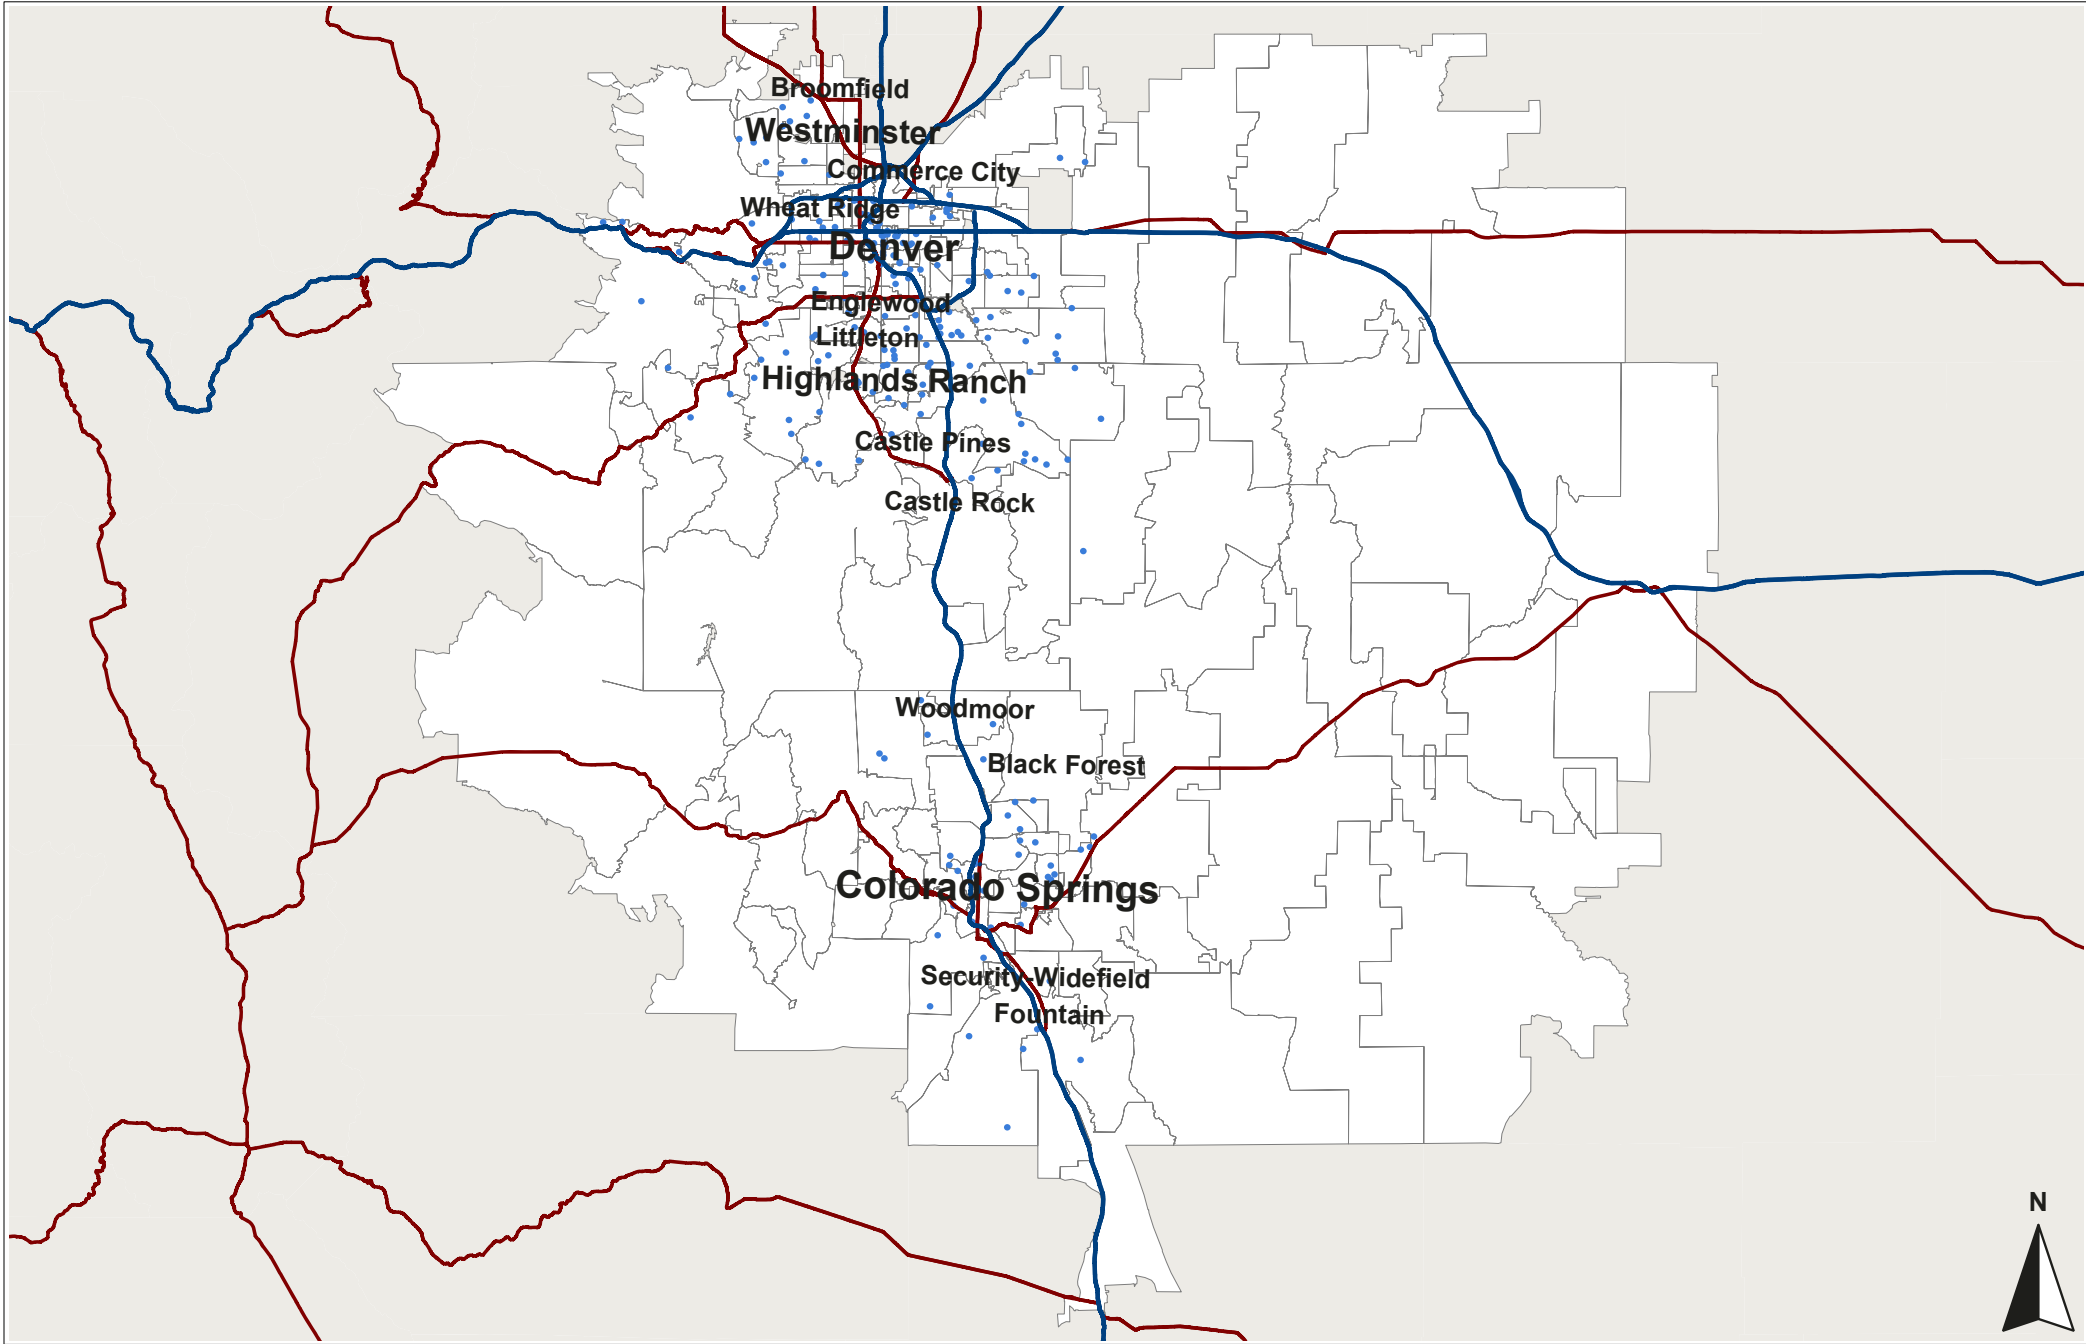 Broomfield
Westminster
Commerce City
Wheat Ridge
Denver
Englewood
Littleton
Highlands Ranch
Castle Pines
Castle Rock
Woodmoor
Black Forest
Colorado Springs
Security-Widefield
Fountain
N